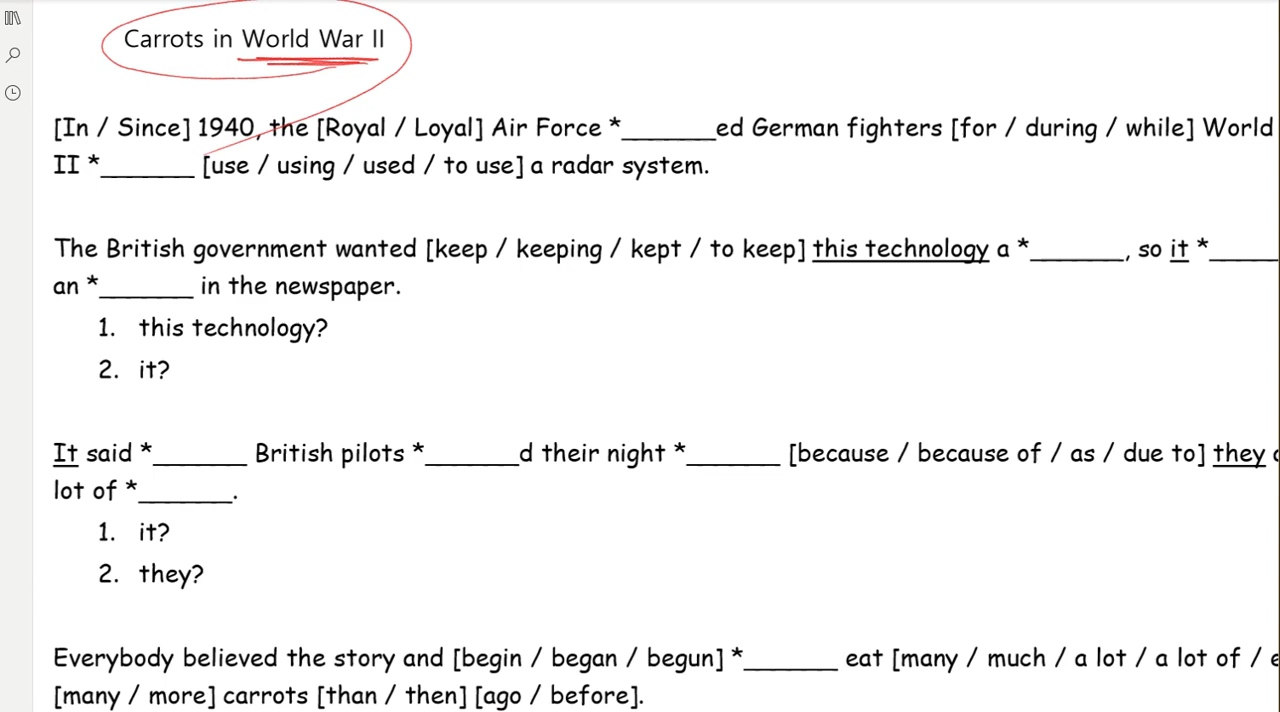 Carrots in World War II
[In / Since] 1940, the [Royal / Loyal] Air Force *_______ed German fighters [for / during / while] World
II *_______ [use / using / used / to use] a radar system.
The British government wanted [keep / keeping / kept / to keep] this technology a *_______, so it *_____
an *_______ in the newspaper.
1. this technology?
2. it?
It said *_______ British pilots *_______d their night *_______ [because / because of / as / due to] they
lot of *_______.
1. it?
2. they?
Everybody believed the story and [begin / began / begun] *_______ eat [many / much / a lot / a lot of /
[many / more] carrots [than / then] [ago / before].